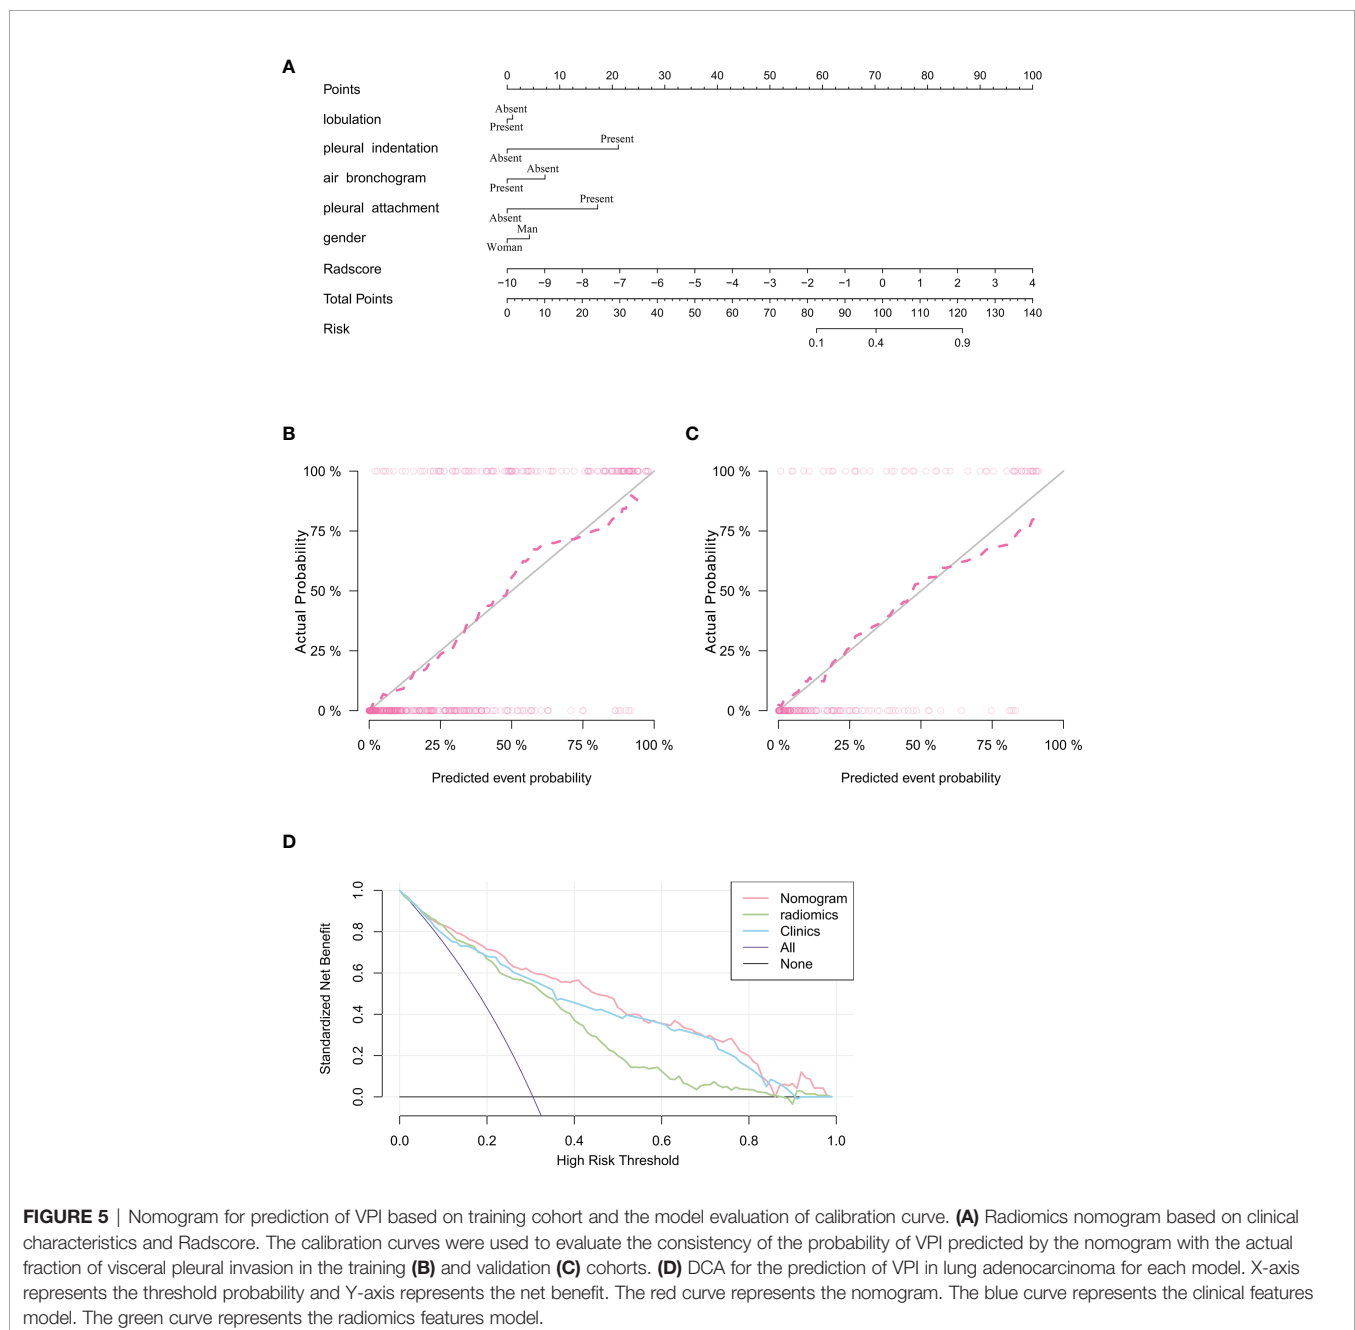 A
Points
0 10 20 30 40 50 60 70 80 90 100
lobulation
Absent
Present
pleural indentation
Present
Absent
air bronchogram
Absent
Present
pleural attachment
Present
Absent
gender
Man
Woman
Radscore
−10 −9 −8 −7 −6 −5 −4 −3 −2 −1 0 1 2 3 4
Total Points
0 10 20 30 40 50 60 70 80 90 100 110 120 130 140
Risk
0.1 0.4 0.9
B
100 %
75 %
50 %
25 %
0 %
Actual Probability
0 % 25 % 50 % 75 % 100 %
Predicted event probability
C
100 %
75 %
50 %
25 %
0 %
Actual Probability
0 % 25 % 50 % 75 % 100 %
Predicted event probability
D
1.0
0.8
0.6
0.4
0.2
0.0
Standardized Net Benefit
Nomogram
radiomics
Clinics
All
None
0.0 0.2 0.4 0.6 0.8 1.0
High Risk Threshold
FIGURE 5 | Nomogram for prediction of VPI based on training cohort and the model evaluation of calibration curve. (A) Radiomics nomogram based on clinical
characteristics and Radscore. The calibration curves were used to evaluate the consistency of the probability of VPI predicted by the nomogram with the actual
fraction of visceral pleural invasion in the training (B) and validation (C) cohorts. (D) DCA for the prediction of VPI in lung adenocarcinoma for each model. X-axis
represents the threshold probability and Y-axis represents the net benefit. The red curve represents the nomogram. The blue curve represents the clinical features
model. The green curve represents the radiomics features model.